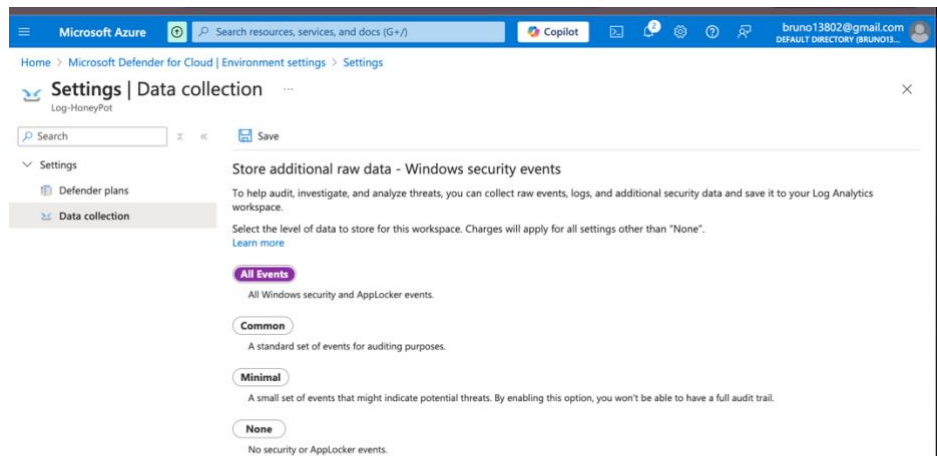 Microsoft Azure
Search resources, services, and docs (G+/)
Copilot
2
bruno13802@gmail.com
DEFAULT DIRECTORY (BRUNO13...
Home > Microsoft Defender for Cloud | Environment settings > Settings
Settings | Data collection ...
Log-HoneyPot
Search
Save
Settings
Defender plans
Data collection
Store additional raw data - Windows security events
To help audit, investigate, and analyze threats, you can collect raw events, logs, and additional security data and save it to your Log Analytics
workspace.
Select the level of data to store for this workspace. Charges will apply for all settings other than "None".
Learn more
All Events
All Windows security and AppLocker events.
Common
A standard set of events for auditing purposes.
Minimal
A small set of events that might indicate potential threats. By enabling this option, you won't be able to have a full audit trail.
None
No security or AppLocker events.